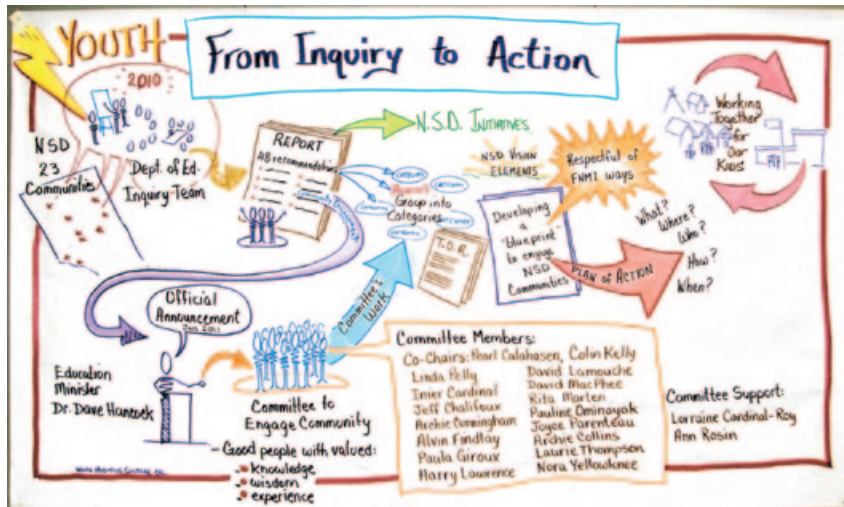 YOUTH
From Inquiry to Action
2010
NSD
23
Communities
Dept. of Ed.
Inquiry Team
REPORT
48 recommendations
Community Engagement
N.S.D. INITIATIVES
CATEGORY
Group into
Categories
T.O.R.
NSD VISION
ELEMENTS
Respectful of
FNMI ways
Working
Together
for
Our
Kids
Developing
a
"blueprint"
to engage
NSD
Communities
PLAN OF ACTION
What?
Where?
Who?
How?
When?
Official
Announcement
Jan. 2011
Education
Minister
Dr. Dave Hancock
Committee's
Work
Committee to
Engage Community
- Good people with valued:
knowledge
wisdom
experience
Committee Members:
Co-Chairs: Pearl Calahasen, Colin Kelly
Linda Pelly
Imier Cardinal
Jeff Chalifoux
Archie Cunningham
Alvin Findlay
Paula Giroux
Harry Lawrence
David Lamouche
David MacPhee
Rita Marten
Pauline Ominayak
Joyce Parenteau
Archie Collins
Laurie Thompson
Nora Yellowknee
Committee Support:
Lorraine Cardinal-Roy
Ann Rosin